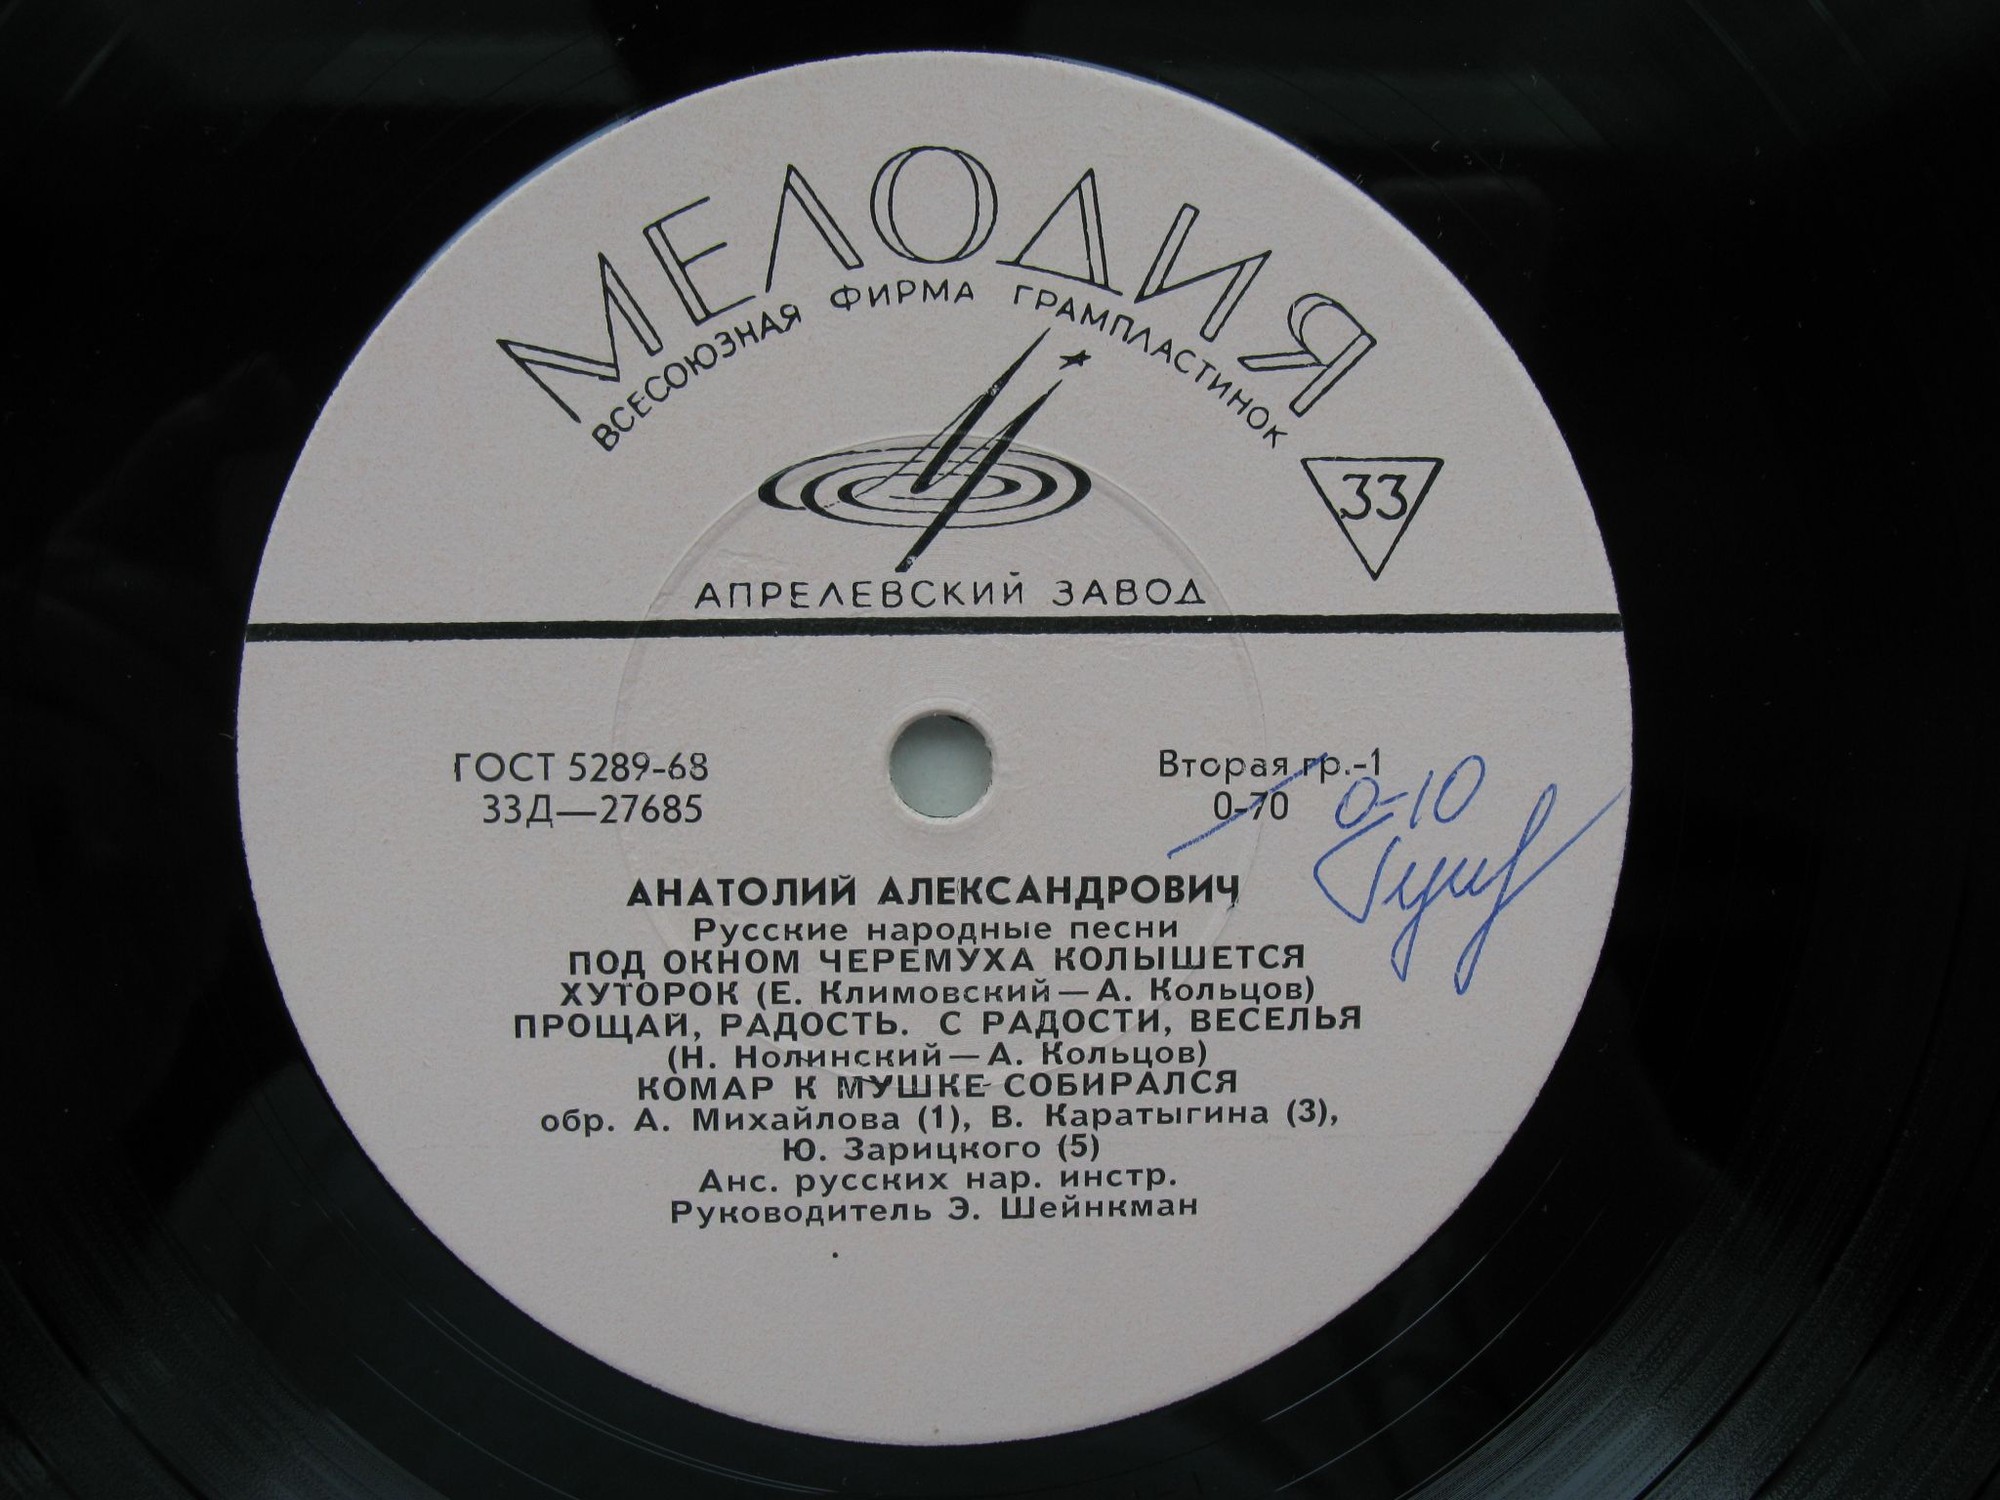 МЕЛОДИЯ
ВСЕСОЮЗНАЯ ФИРМА ГРАМПЛАСТИНОК
33
АПРЕЛЕВСКИЙ ЗАВОД
ГОСТ 5289-68
33Д—27685
Вторая гр.-1
0-70
0-10
АНАТОЛИЙ АЛЕКСАНДРОВИЧ
Русские народные песни
ПОД ОКНОМ ЧЕРЕМУХА КОЛЫШЕТСЯ
ХУТОРОК (Е. Климовский — А. Кольцов)
ПРОЩАЙ, РАДОСТЬ. С РАДОСТИ, ВЕСЕЛЬЯ
(Н. Нолинский — А. Кольцов)
КОМАР К МУШКЕ СОБИРАЛСЯ
обр. А. Михайлова (1), В. Каратыгина (3),
Ю. Зарицкого (5)
Анс. русских нар. инстр.
Руководитель Э. Шейнкман